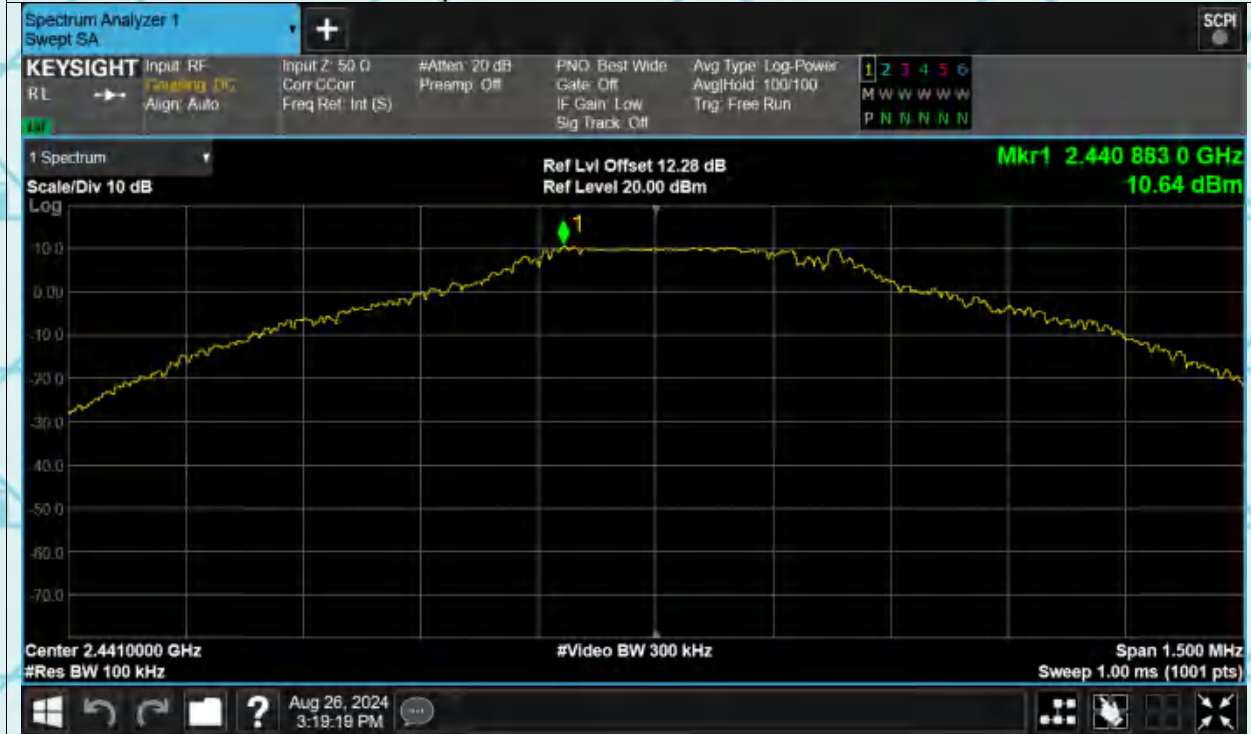 Spectrum Analyzer 1
Swept SA
+
SCPI
KEYSIGHT
RL
Input: RF
Coupling: DC
Align: Auto
Input Z: 50 Ω
Corr CCorr
Freq Ref: Int (S)
#Atten: 20 dB
Preamp: Off
PNO: Best Wide
Gate: Off
IF Gain: Low
Sig Track: Off
Avg Type: Log-Power
Avg|Hold: 100/100
Trig: Free Run
1 2 3 4 5 6
M W W W W W
P N N N N N
1 Spectrum
Scale/Div 10 dB
Log
Ref Lvl Offset 12.28 dB
Ref Level 20.00 dBm
Mkr1 2.440 883 0 GHz
10.64 dBm
1
10.0
0.00
-10.0
-20.0
-30.0
-40.0
-50.0
-60.0
-70.0
Center 2.4410000 GHz
#Res BW 100 kHz
#Video BW 300 kHz
Span 1.500 MHz
Sweep 1.00 ms (1001 pts)
?
Aug 26, 2024
3:19:19 PM